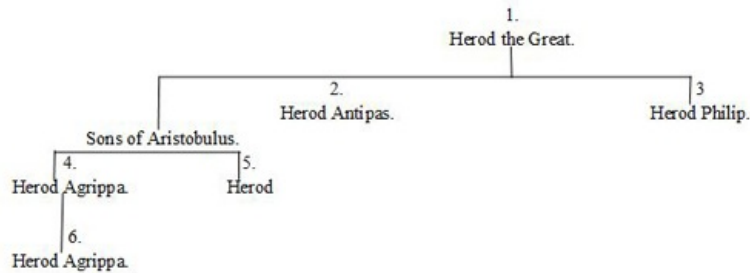 1.
Herod the Great.
2.
3
Herod Antipas.
Herod Philip.
Sons of Aristobulus.
4.
5.
Herod Agrippa.
Herod
6.
Herod Agrippa.